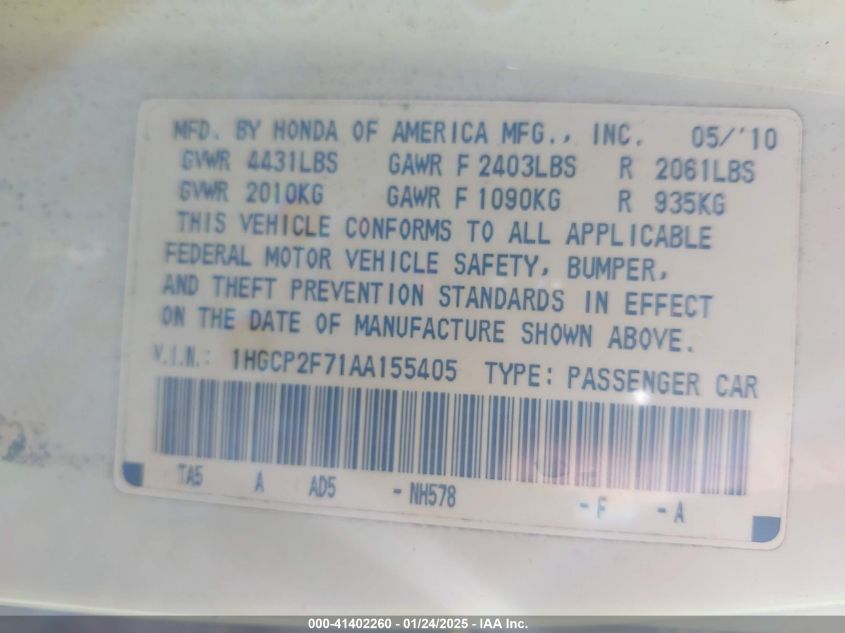 MFD. BY HONDA OF AMERICA MFG., INC. 05/'10
GVWR 4431LBS GAWR F 2403LBS R 2061LBS
GVWR 2010KG GAWR F 1090KG R 935KG
THIS VEHICLE CONFORMS TO ALL APPLICABLE
FEDERAL MOTOR VEHICLE SAFETY, BUMPER,
AND THEFT PREVENTION STANDARDS IN EFFECT
ON THE DATE OF MANUFACTURE SHOWN ABOVE.
V.I.N.: 1HGCP2F71AA155405 TYPE: PASSENGER CAR
TA5 A AD5 -NH578 -F -A
000-41402260 - 01/24/2025 - IAA Inc.